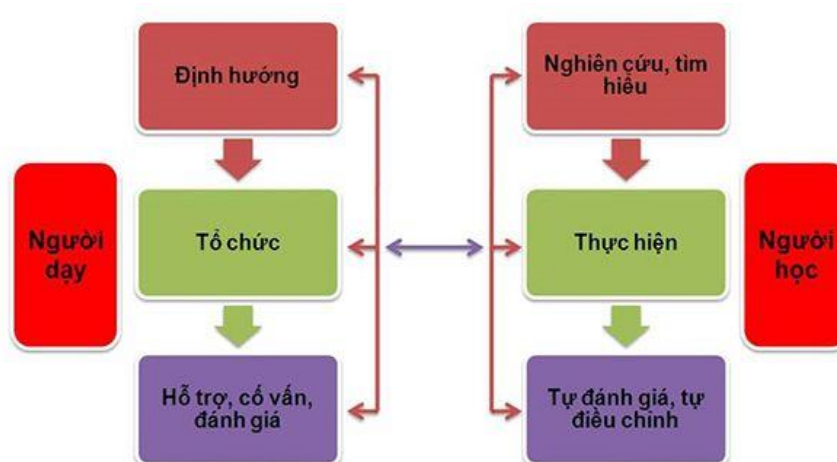 Định hướng
Nghiên cứu, tìm
hiểu
Người
dạy
Tổ chức
Thực hiện
Người
học
Hỗ trợ, cố vấn,
đánh giá
Tự đánh giá, tự
điều chỉnh